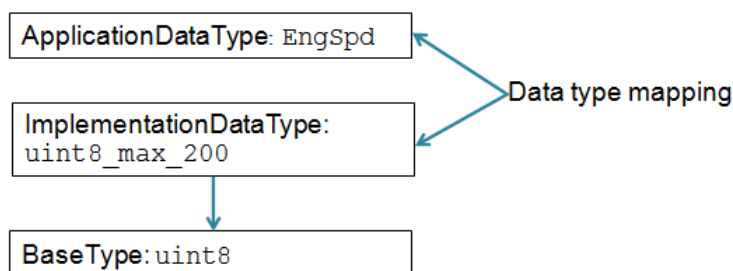 ApplicationDataType: EngSpd
Data type mapping
ImplementationDataType:
uint8_max_200
BaseType: uint8